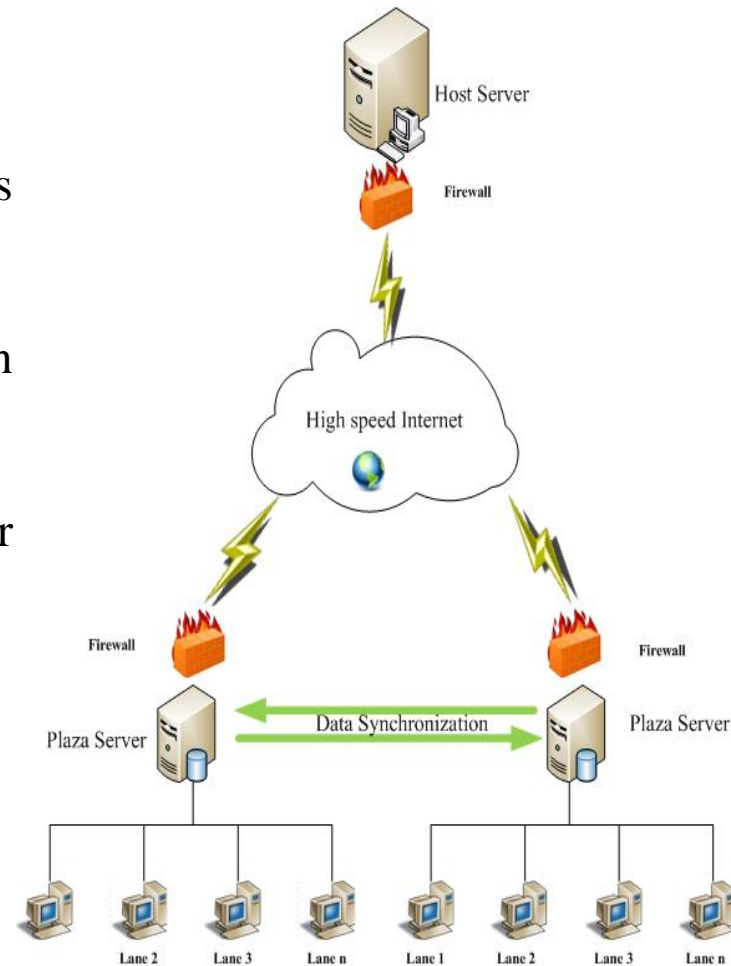 Host Server
s
Firewall
n
High speed Internet
r
Firewall
Firewall
Data Synchronization
Plaza Server
Plaza Server
Lane 2
Lane 3
Lane n
Lane 1
Lane 2
Lane 3
Lane n